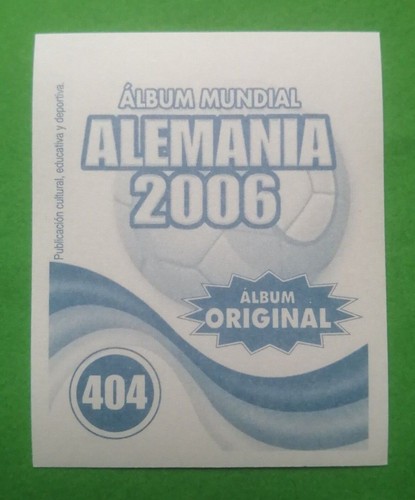 ÁLBUM MUNDIAL
ALEMANIA
2006
Publicación cultural, educativa y deportiva.
ÁLBUM
ORIGINAL
404